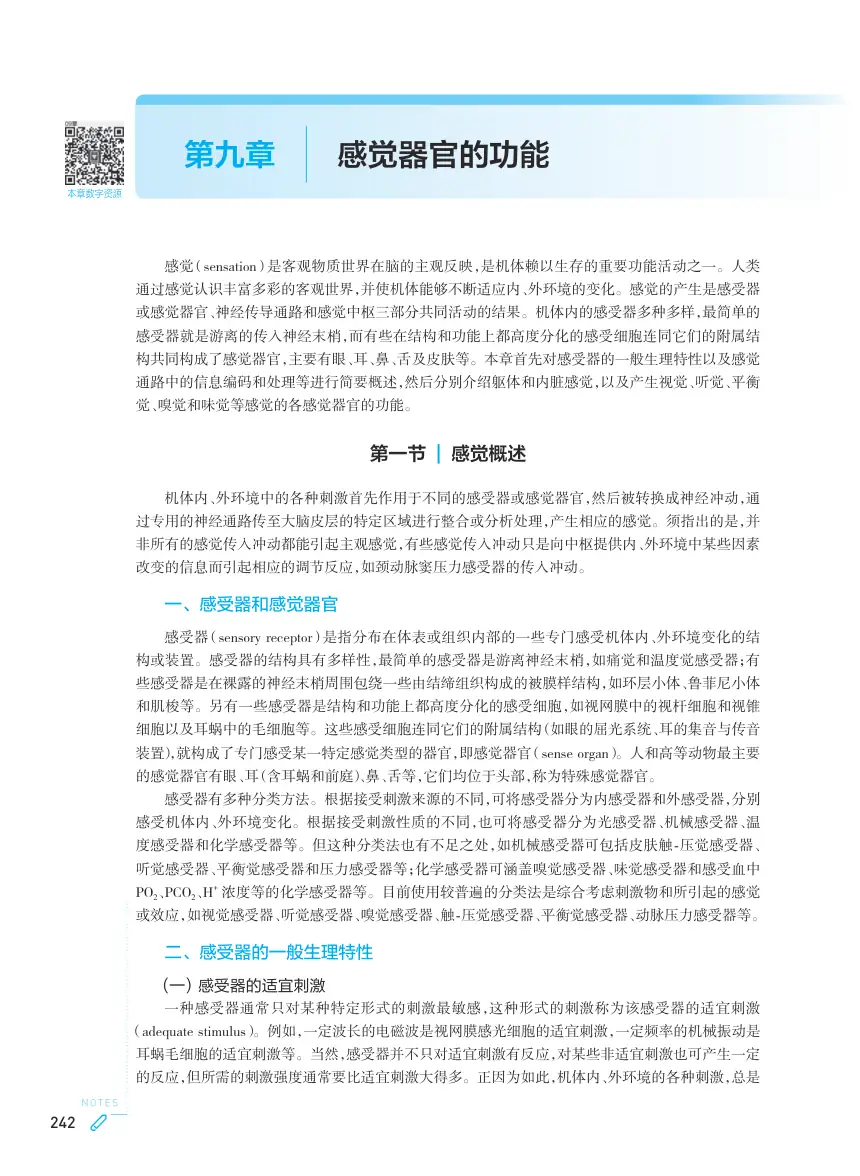 第九章 感觉器官的功能
本章数字资源
感觉（sensation）是客观物质世界在脑的主观反映，是机体赖以生存的重要功能活动之一。人类
通过感觉认识丰富多彩的客观世界，并使机体能够不断适应内、外环境的变化。感觉的产生是感受器
或感觉器官、神经传导通路和感觉中枢三部分共同活动的结果。机体内的感受器多种多样，最简单的
感受器就是游离的传入神经末梢，而有些在结构和功能上都高度分化的感受细胞连同它们的附属结
构共同构成了感觉器官，主要有眼、耳、鼻、舌及皮肤等。本章首先对感受器的一般生理特性以及感觉
通路中的信息编码和处理等进行简要概述，然后分别介绍躯体和内脏感觉，以及产生视觉、听觉、平衡
觉、嗅觉和味觉等感觉的各感觉器官的功能。
第一节 | 感觉概述
机体内、外环境中的各种刺激首先作用于不同的感受器或感觉器官，然后被转换成神经冲动，通
过专用的神经通路传至大脑皮层的特定区域进行整合或分析处理，产生相应的感觉。须指出的是，并
非所有的感觉传入冲动都能引起主观感觉，有些感觉传入冲动只是向中枢提供内、外环境中某些因素
改变的信息而引起相应的调节反应，如颈动脉窦压力感受器的传入冲动。
一、感受器和感觉器官
感受器（sensory receptor）是指分布在体表或组织内部的一些专门感受机体内、外环境变化的结
构或装置。感受器的结构具有多样性，最简单的感受器是游离神经末梢，如痛觉和温度觉感受器；有
些感受器是在裸露的神经末梢周围包绕一些由结缔组织构成的被膜样结构，如环层小体、鲁菲尼小体
和肌梭等。另有一些感受器是结构和功能上都高度分化的感受细胞，如视网膜中的视杆细胞和视锥
细胞以及耳蜗中的毛细胞等。这些感受细胞连同它们的附属结构（如眼的屈光系统、耳的集音与传音
装置），就构成了专门感受某一特定感觉类型的器官，即感觉器官（sense organ）。人和高等动物最主要
的感觉器官有眼、耳（含耳蜗和前庭）、鼻、舌等，它们均位于头部，称为特殊感觉器官。
感受器有多种分类方法。根据接受刺激来源的不同，可将感受器分为内感受器和外感受器，分别
感受机体内、外环境变化。根据接受刺激性质的不同，也可将感受器分为光感受器、机械感受器、温
度感受器和化学感受器等。但这种分类法也有不足之处，如机械感受器可包括皮肤触-压觉感受器、
听觉感受器、平衡觉感受器和压力感受器等；化学感受器可涵盖嗅觉感受器、味觉感受器和感受血中
PO₂、PCO₂、H⁺ 浓度等的化学感受器等。目前使用较普遍的分类法是综合考虑刺激物和所引起的感觉
或效应，如视觉感受器、听觉感受器、嗅觉感受器、触-压觉感受器、平衡觉感受器、动脉压力感受器等。
二、感受器的一般生理特性
（一）感受器的适宜刺激
一种感受器通常只对某种特定形式的刺激最敏感，这种形式的刺激称为该感受器的适宜刺激
（adequate stimulus）。例如，一定波长的电磁波是视网膜感光细胞的适宜刺激，一定频率的机械振动是
耳蜗毛细胞的适宜刺激等。当然，感受器并不只对适宜刺激有反应，对某些非适宜刺激也可产生一定
的反应，但所需的刺激强度通常要比适宜刺激大得多。正因为如此，机体内、外环境的各种刺激，总是
NOTES
242